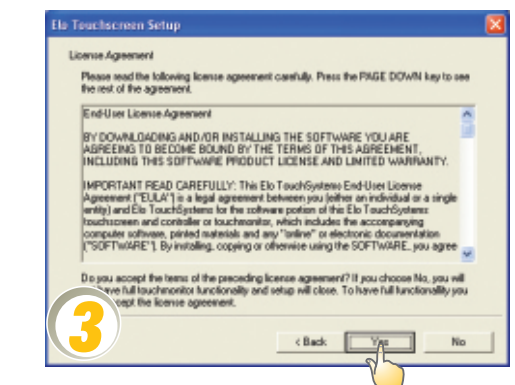 Elo Touchscreen Setup
License Agreement
Please read the following license agreement carefully. Press the PAGE DOWN key to see
the rest of the agreement.
End-User License Agreement
BY DOWNLOADING AND/OR INSTALLING THE SOFTWARE YOU ARE
AGREEING TO BECOME BOUND BY THE TERMS OF THIS AGREEMENT,
INCLUDING THIS SOFTWARE PRODUCT LICENSE AND LIMITED WARRANTY.
IMPORTANT READ CAREFULLY: This Elo TouchSystems End-User License
Agreement ("EULA") is a legal agreement between you (either an individual or a single
entity) and Elo TouchSystems for the software portion of this Elo TouchSystems
touchscreen and controller or touchmonitor, which includes the accompanying
computer software, printed materials and any "online" or electronic documentation
("SOFTWARE"). By installing, copying or otherwise using the SOFTWARE, you agree
Do you accept the terms of the preceding license agreement? If you choose No, you will
have full touchmonitor functionality and setup will close. To have full functionality you
the license agreement.
3
< Back
Yes
No